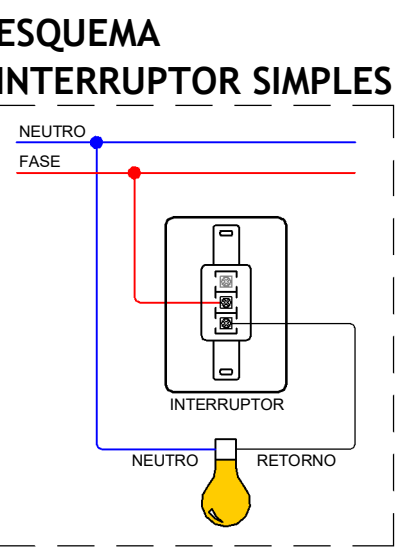 ESQUEMA
INTERRUPTOR SIMPLES
NEUTRO
FASE
INTERRUPTOR
NEUTRO
RETORNO